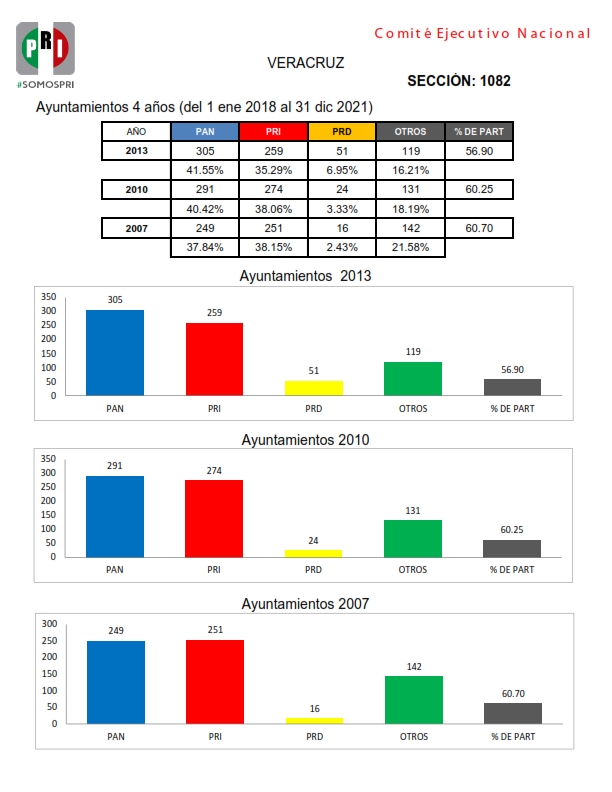 Comité Ejecutivo Nacional
PRI
#SOMOSPRI
VERACRUZ
SECCIÓN: 1082
Ayuntamientos 4 años (del 1 ene 2018 al 31 dic 2021)
AÑO PAN PRI PRD OTROS % DE PART
2013 305 259 51 119 56.90
41.55% 35.29% 6.95% 16.21%
2010 291 274 24 131 60.25
40.42% 38.06% 3.33% 18.19%
2007 249 251 16 142 60.70
37.84% 38.15% 2.43% 21.58%
Ayuntamientos 2013
350
300
250
200
150
100
50
0
305
259
51
119
56.90
PAN PRI PRD OTROS % DE PART
Ayuntamientos 2010
350
300
250
200
150
100
50
0
291
274
24
131
60.25
PAN PRI PRD OTROS % DE PART
Ayuntamientos 2007
300
250
200
150
100
50
0
249
251
16
142
60.70
PAN PRI PRD OTROS % DE PART